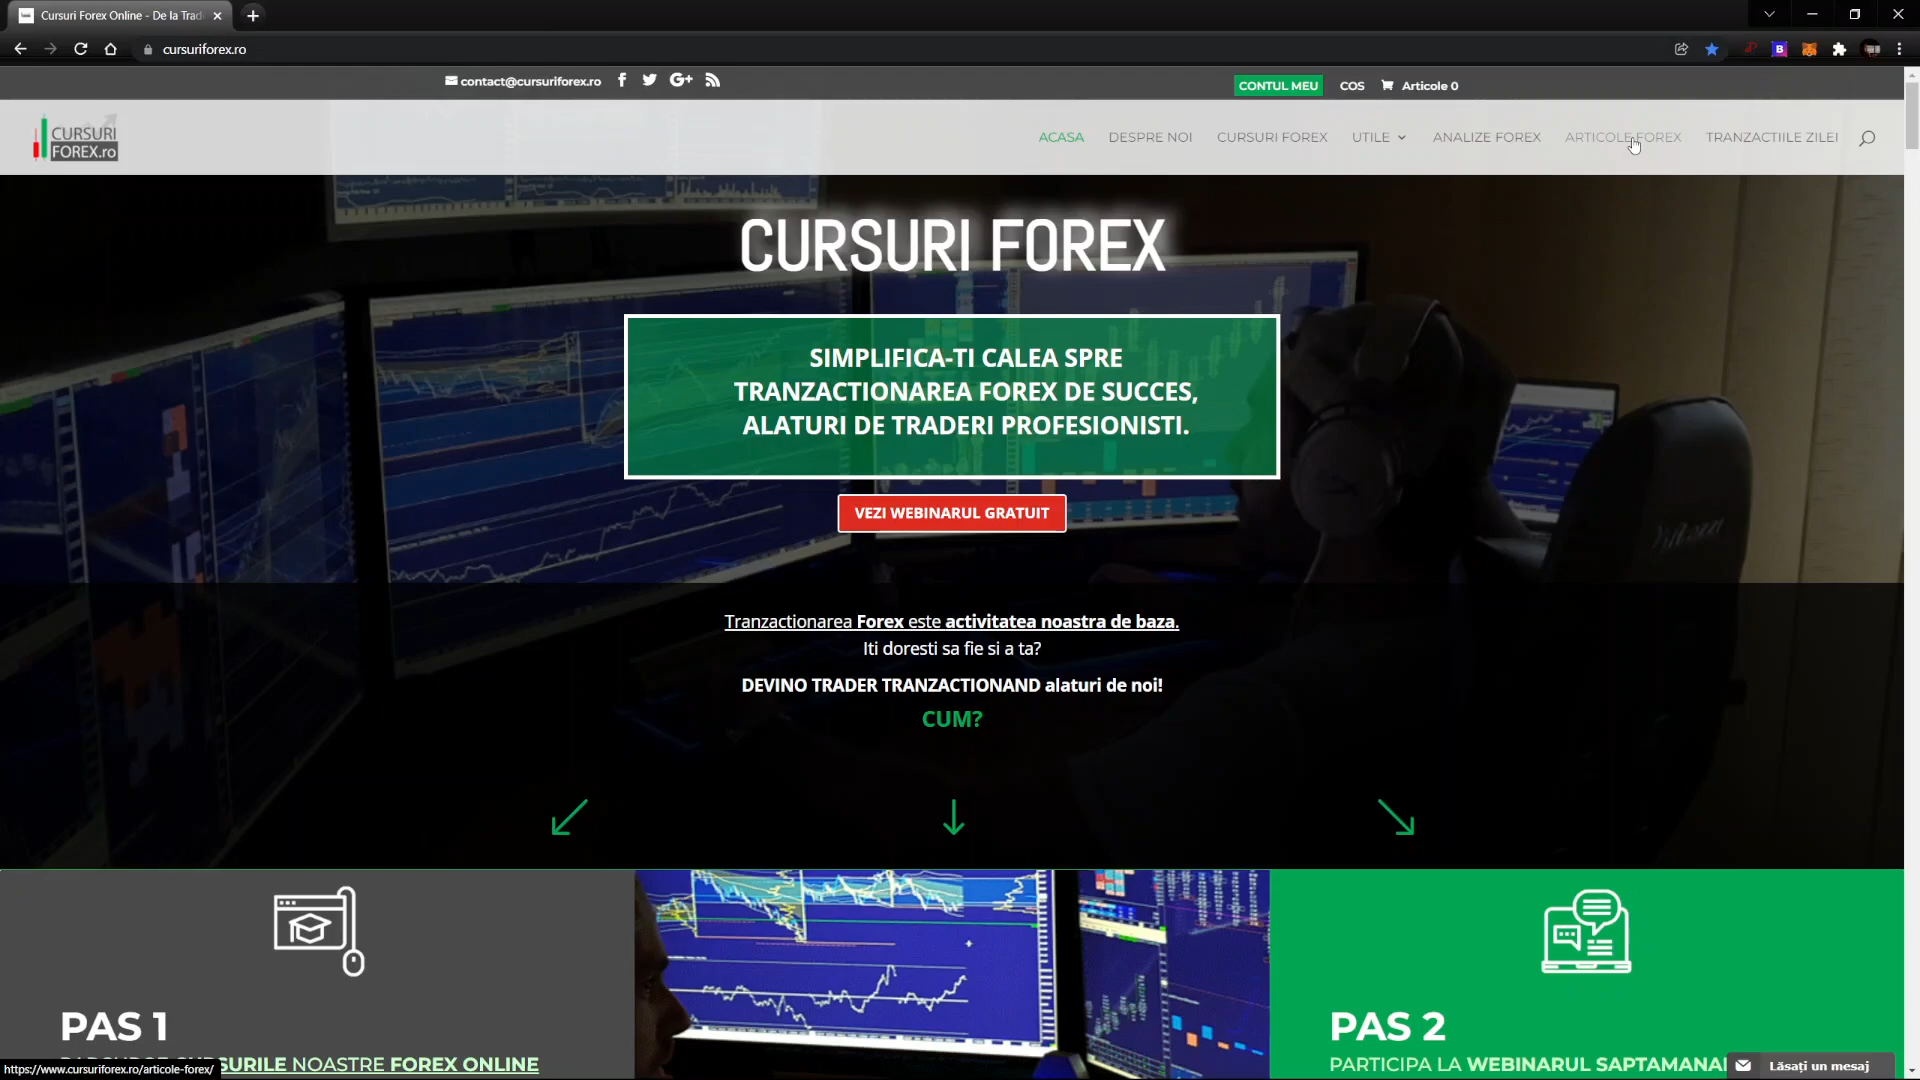 Cursuri Forex Online - De la Trad
cursuriforex.ro
contact@cursuriforex.ro
CONTUL MEU
COS
Articole 0
CURSURI
FOREX.ro
ACASA
DESPRE NOI
CURSURI FOREX
UTILE
ANALIZE FOREX
ARTICOLE FOREX
TRANZACTIILE ZILEI
CURSURI FOREX
SIMPLIFICA-TI CALEA SPRE
TRANZACTIONAREA FOREX DE SUCCES,
ALATURI DE TRADERI PROFESIONISTI.
VEZI WEBINARUL GRATUIT
Tranzactionarea Forex este activitatea noastra de baza.
Iti doresti sa fie si a ta?
DEVINO TRADER TRANZACTIONAND alaturi de noi!
CUM?
PAS 1
CURSURILE NOASTRE FOREX ONLINE
PAS 2
PARTICIPA LA WEBINARUL SAPTAMANAL
Lăsați un mesaj
https://www.cursuriforex.ro/articole-forex/